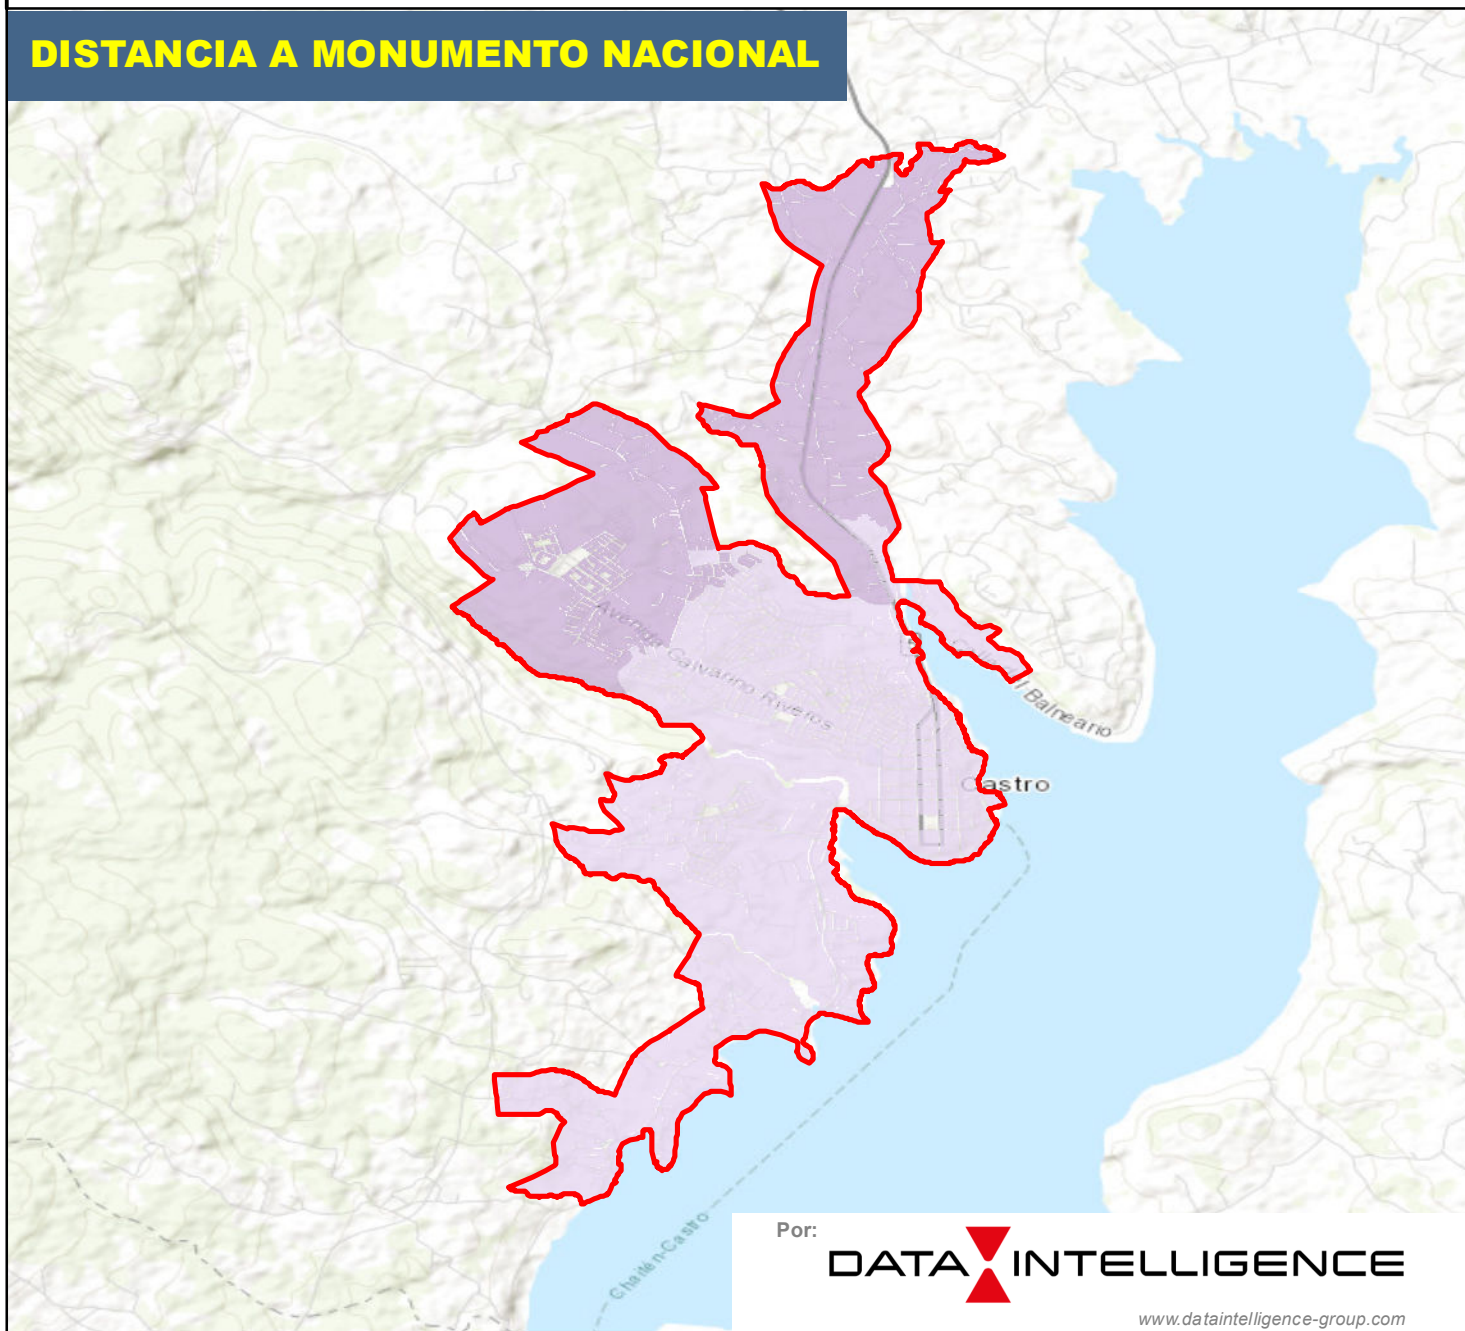 DISTANCIA A MONUMENTO NACIONAL
Avenida Galvarino Riveros
Balneario
Castro
Chaitén-Castro
Por:
DATA INTELLIGENCE
www.dataintelligence-group.com